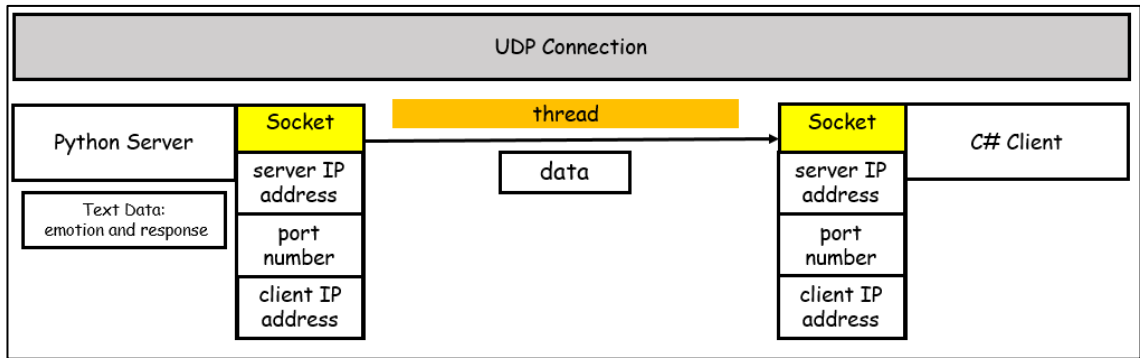 UDP Connection
Python Server
Socket
thread
Socket
C# Client
data
server IP
address
server IP
address
Text Data:
emotion and response
port
number
port
number
client IP
address
client IP
address